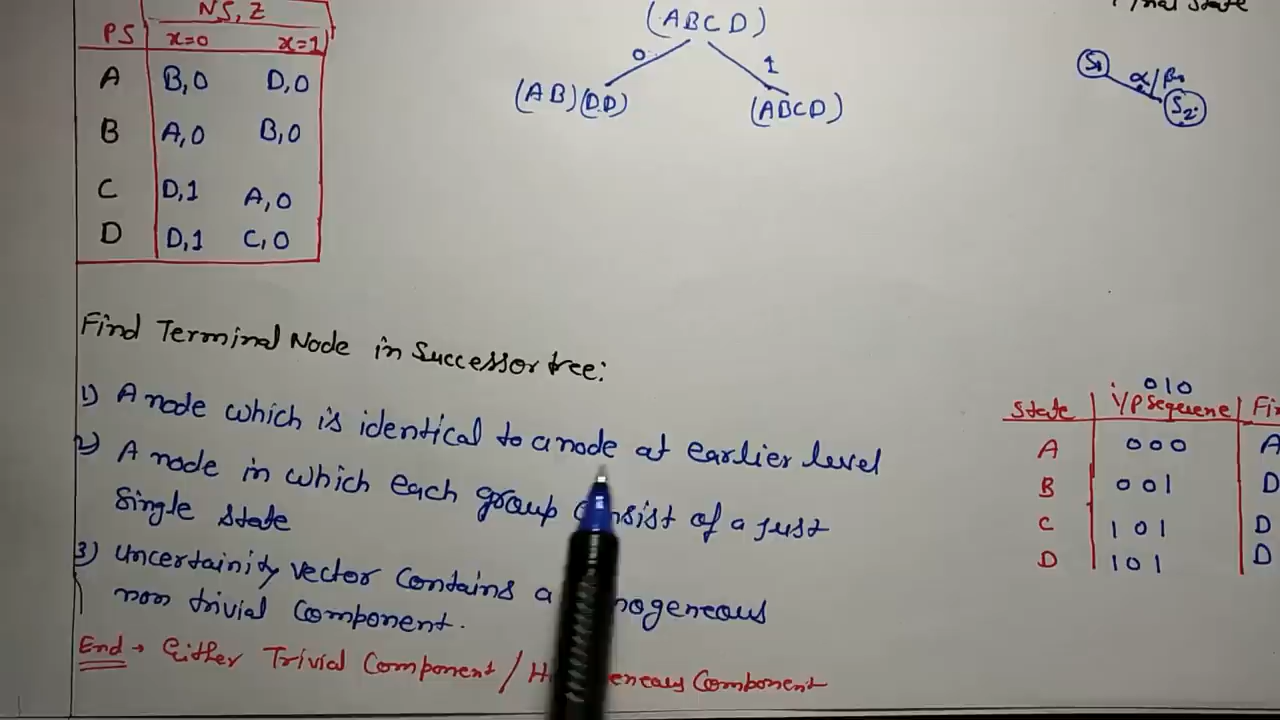 NS, Z
PS x=0 x=1
A B,0 D,0
B A,0 B,0
C D,1 A,0
D D,1 C,0
(ABCD)
0 1
(AB)(DD) (ABCD)
State
S1 α/β
S2
Find Terminal Node in Successor tree:
1) A node which is identical to a node at earlier level
2) A node in which each group consist of a just
single state
3) uncertainity vector contains a
non trivial component.
End → Either Trivial Component /
Component
010
State I/P Sequene
A 000 A
B 001 D
C 101 D
D 101 D